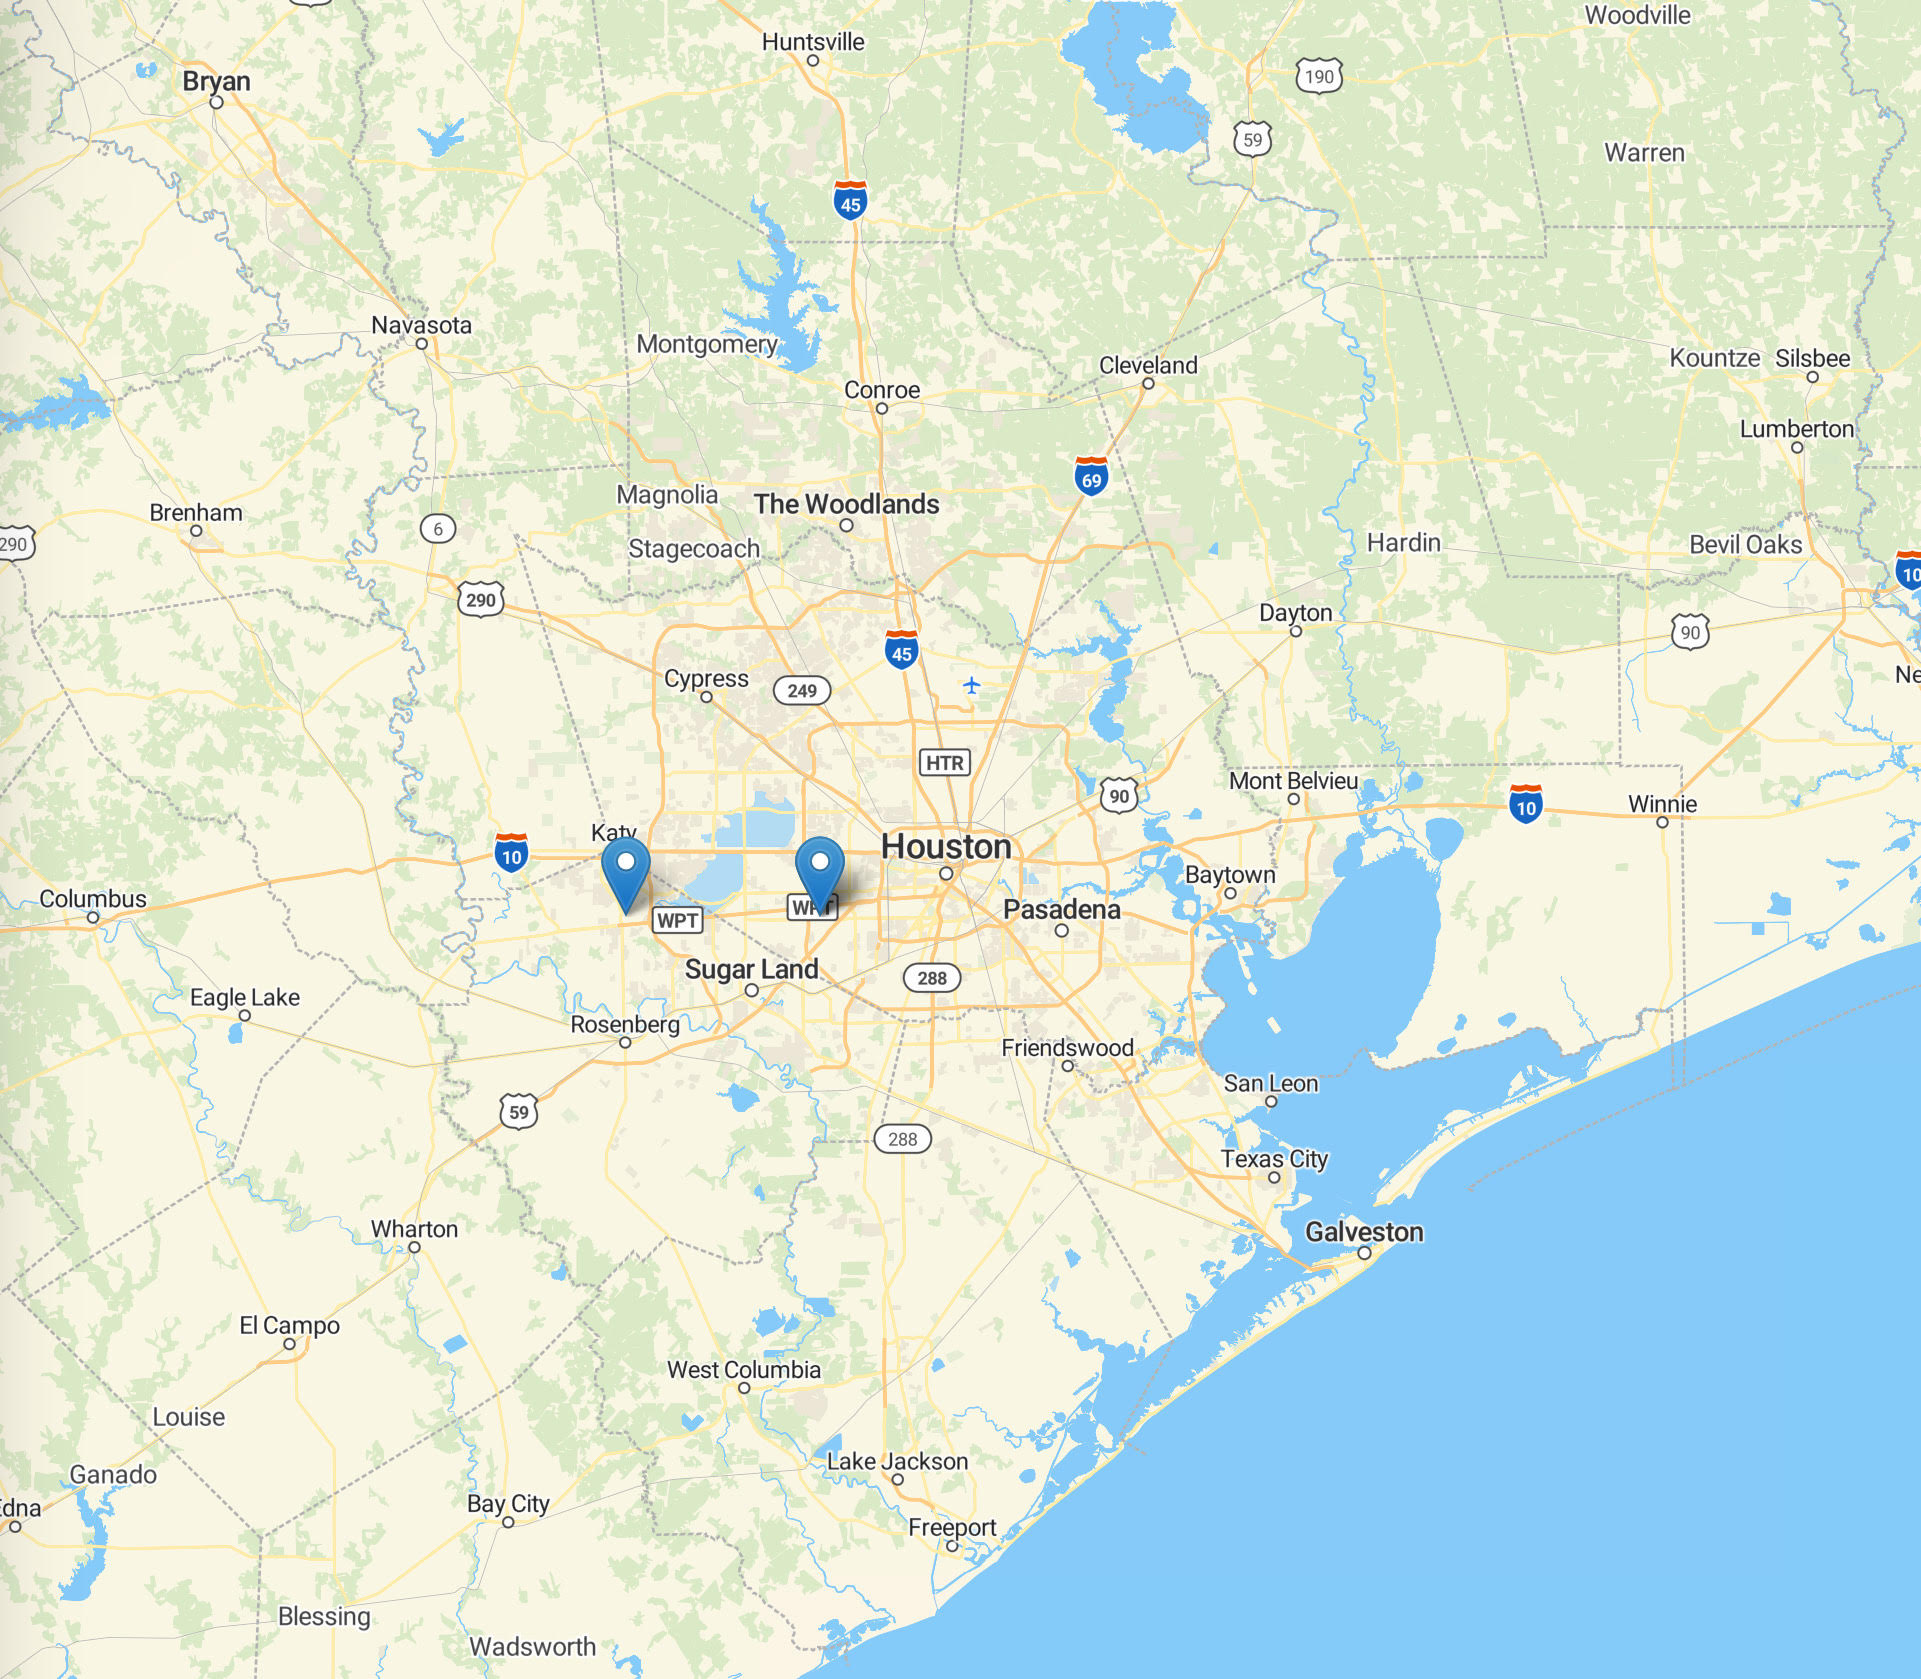 Woodville
Huntsville
Bryan
190
59
Warren
45
Navasota
Montgomery
Kountze
Silsbee
Cleveland
Conroe
Lumberton
69
Magnolia
The Woodlands
Brenham
6
290
Hardin
Bevil Oaks
Stagecoach
10
290
Dayton
90
45
Ne
Cypress
249
HTR
Mont Belvieu
90
10
Winnie
Katy
Houston
10
Baytown
Columbus
WPT
Pasadena
WPT
Sugar Land
288
Eagle Lake
Rosenberg
Friendswood
San Leon
59
288
Texas City
Wharton
Galveston
El Campo
West Columbia
Louise
Lake Jackson
Ganado
Edna
Bay City
Freeport
Blessing
Wadsworth